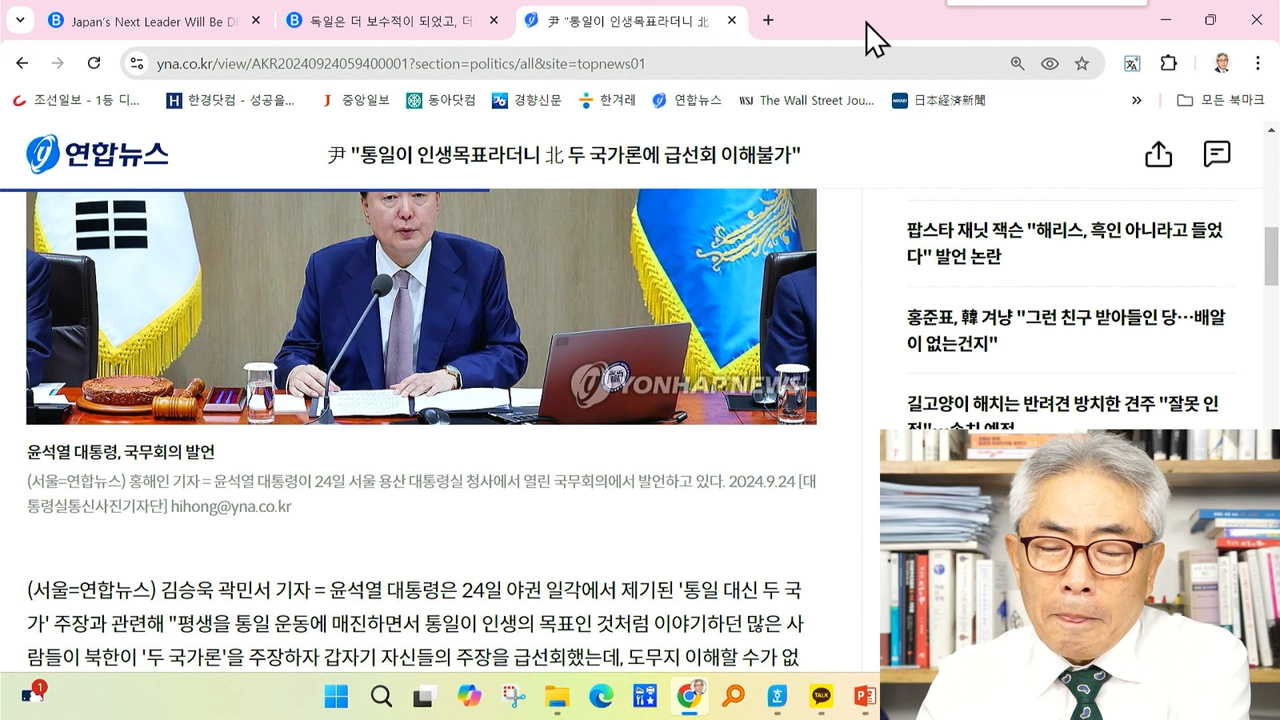 Japan's Next Leader Will Be Di
독일은 더 보수적이 되었고, 더
尹 "통일이 인생목표라더니 北
yna.co.kr/view/AKR20240924059400001?section=politics/all&site=topnews01
조선일보 - 1등 디...
한경닷컴 - 성공을...
중앙일보
동아닷컴
경향신문
한겨레
연합뉴스
WSJ The Wall Street Jou...
NIKKEI 日本経済新聞
모든 북마크
연합뉴스
尹 "통일이 인생목표라더니 北 두 국가론에 급선회 이해불가"
YONHAPNEWS
윤석열 대통령, 국무회의 발언
(서울=연합뉴스) 홍해인 기자 = 윤석열 대통령이 24일 서울 용산 대통령실 청사에서 열린 국무회의에서 발언하고 있다. 2024.9.24 [대
통령실통신사진기자단] hihong@yna.co.kr
(서울=연합뉴스) 김승욱 곽민서 기자 = 윤석열 대통령은 24일 야권 일각에서 제기된 '통일 대신 두 국
가' 주장과 관련해 "평생을 통일 운동에 매진하면서 통일이 인생의 목표인 것처럼 이야기하던 많은 사
람들이 북한이 '두 국가론'을 주장하자 갑자기 자신들의 주장을 급선회했는데, 도무지 이해할 수가 없
팝스타 재닛 잭슨 "해리스, 흑인 아니라고 들었
다" 발언 논란
홍준표, 韓 겨냥 "그런 친구 받아들인 당…배알
이 없는건지"
길고양이 해치는 반려견 방치한 견주 "잘못 인
1
TALK